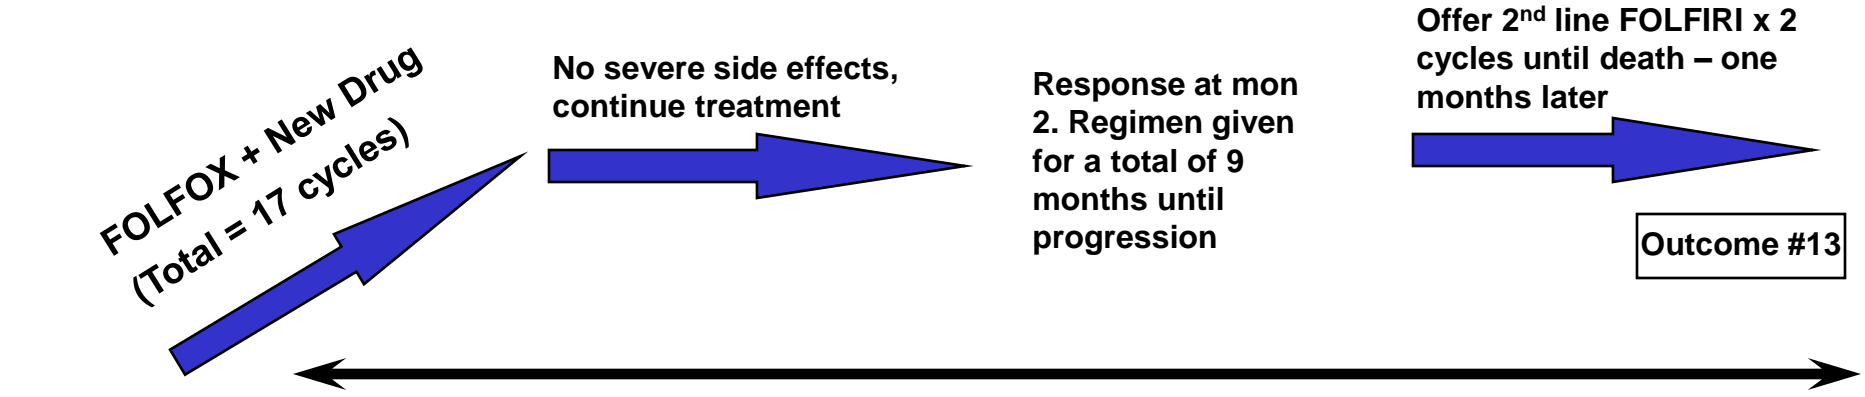 FOLFOX + New Drug
(Total = 17 cycles)
No severe side effects,
continue treatment
Response at mon
2. Regimen given
for a total of 9
months until
progression
Offer 2nd line FOLFIRI x 2
cycles until death – one
months later
Outcome #13